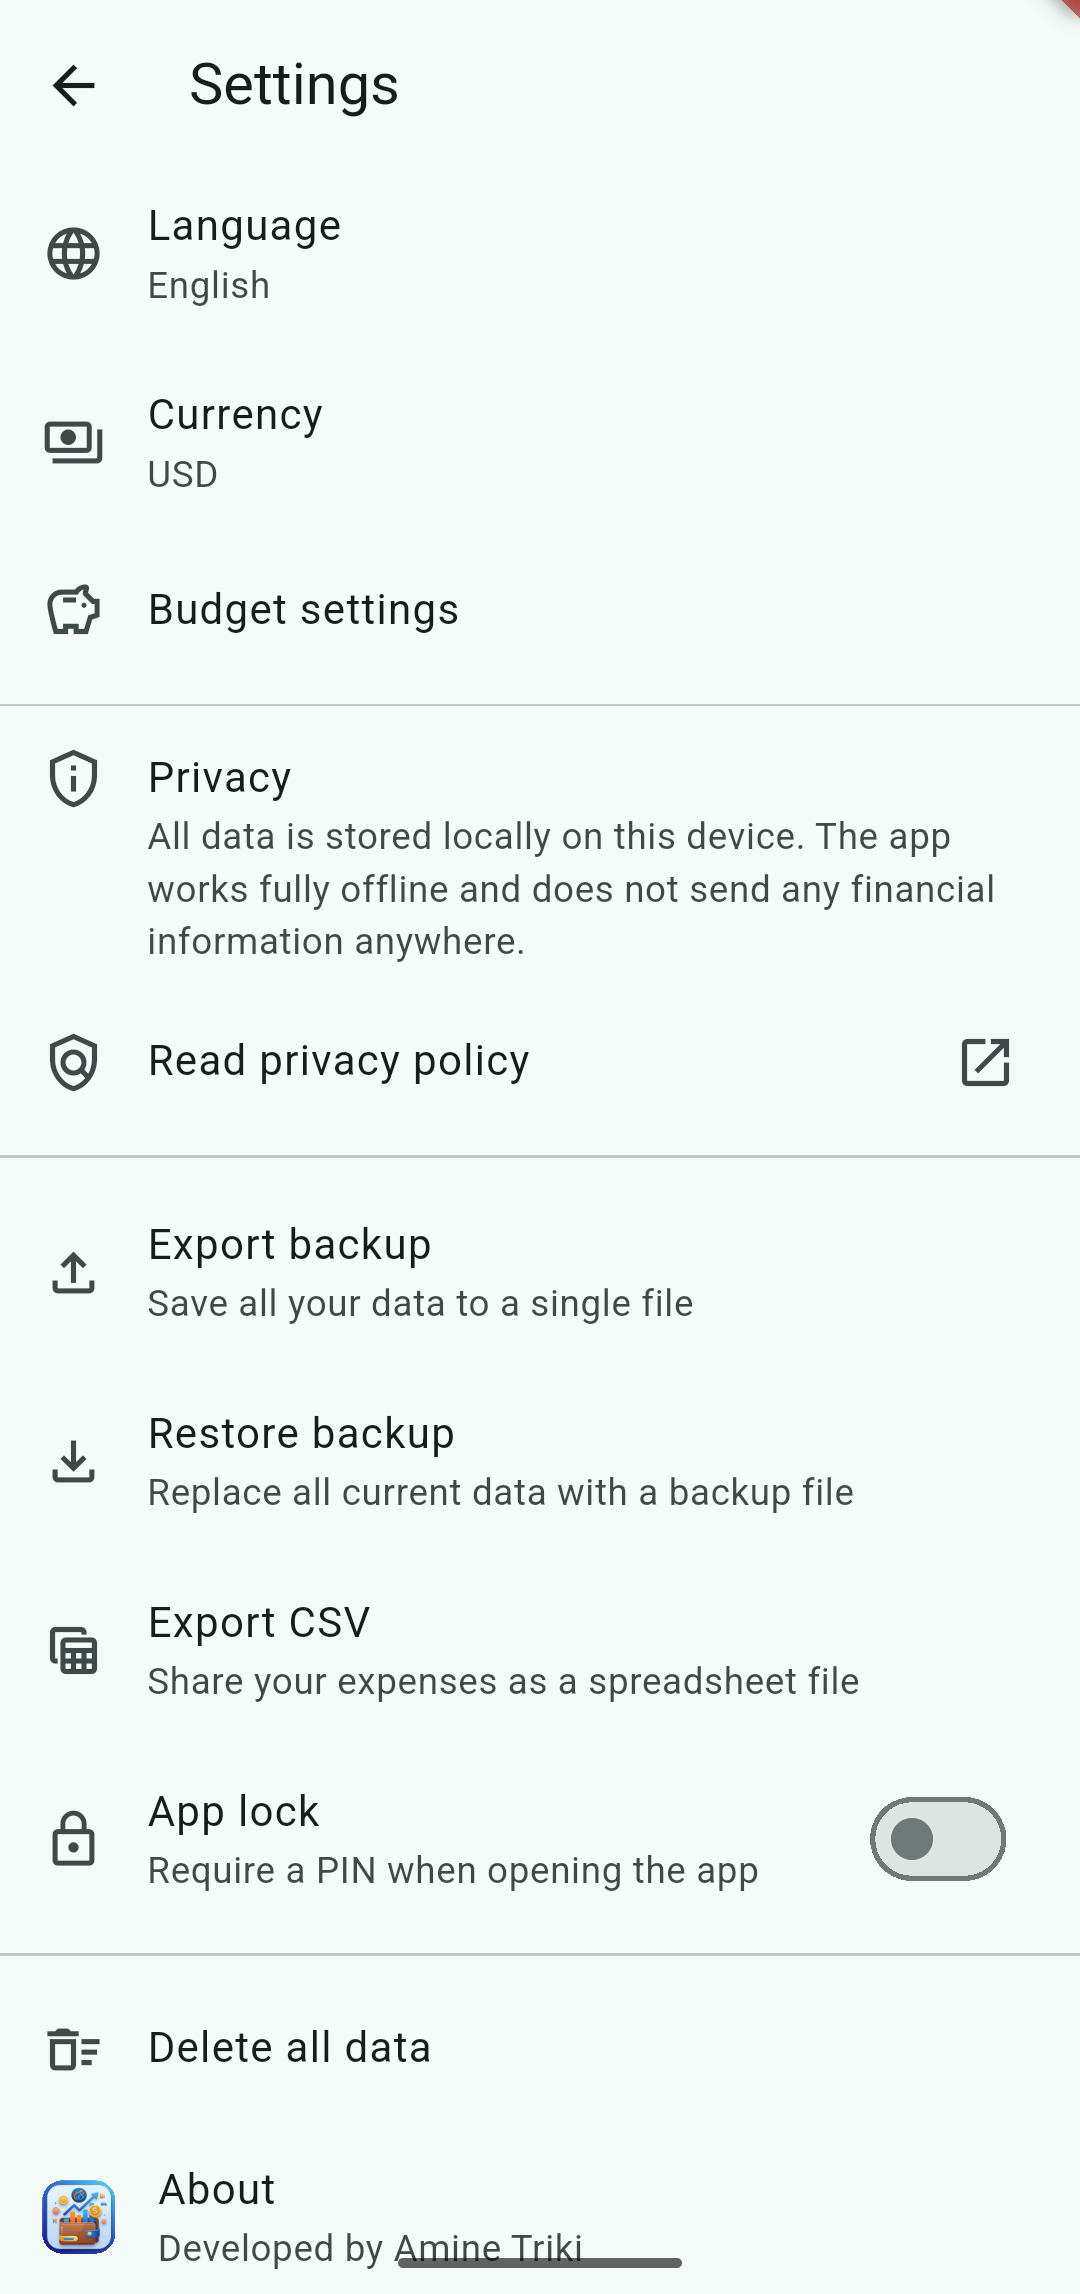 Settings
Language
English
Currency
USD
Budget settings
Privacy
All data is stored locally on this device. The app
works fully offline and does not send any financial
information anywhere.
Read privacy policy
Export backup
Save all your data to a single file
Restore backup
Replace all current data with a backup file
Export CSV
Share your expenses as a spreadsheet file
App lock
Require a PIN when opening the app
Delete all data
About
Developed by Amine Triki